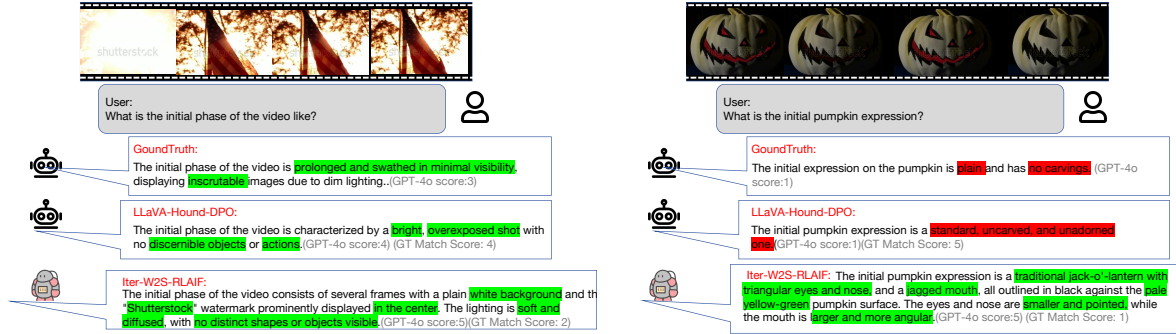 shutterstock
User:
What is the initial phase of the video like?
GoundTruth:
The initial phase of the video is prolonged and swathed in minimal visibility,
displaying inscrutable images due to dim lighting..(GPT-4o score:3)
LLaVA-Hound-DPO:
The initial phase of the video is characterized by a bright, overexposed shot with
no discernible objects or actions.(GPT-4o score:4) (GT Match Score: 4)
Iter-W2S-RLAIF:
The initial phase of the video consists of several frames with a plain white background and th
"Shutterstock" watermark prominently displayed in the center. The lighting is soft and
diffused, with no distinct shapes or objects visible.(GPT-4o score:5)(GT Match Score: 2)
User:
What is the initial pumpkin expression?
GoundTruth:
The initial expression on the pumpkin is plain and has no carvings. (GPT-4o
score:1)
LLaVA-Hound-DPO:
The initial pumpkin expression is a standard, uncarved, and unadorned
one.(GPT-4o score:1)(GT Match Score: 5)
Iter-W2S-RLAIF: The initial pumpkin expression is a traditional jack-o'-lantern with
triangular eyes and nose, and a jagged mouth, all outlined in black against the pale
yellow-green pumpkin surface. The eyes and nose are smaller and pointed, while
the mouth is larger and more angular.(GPT-4o score:5) (GT Match Score: 1)